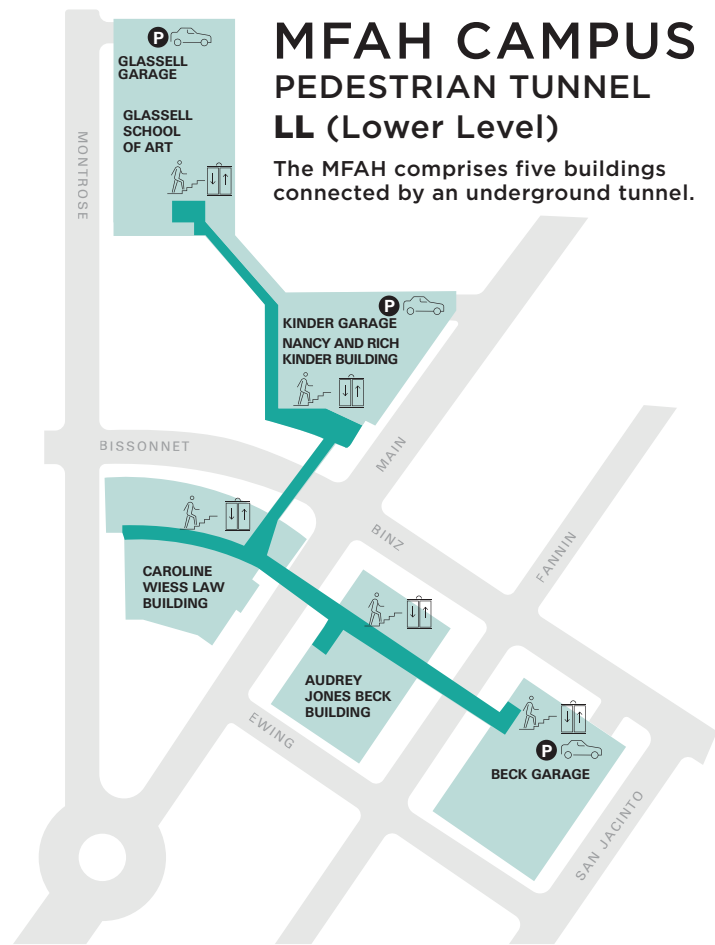 MFAH CAMPUS
PEDESTRIAN TUNNEL
LL (Lower Level)
The MFAH comprises five buildings
connected by an underground tunnel.
P
GLASSELL
GARAGE
GLASSELL
SCHOOL
OF ART
MONTROSE
P
KINDER GARAGE
NANCY AND RICH
KINDER BUILDING
BISSONNET
MAIN
BINZ
FANNIN
CAROLINE
WIESS LAW
BUILDING
AUDREY
JONES BECK
BUILDING
EWING
P
BECK GARAGE
SAN JACINTO